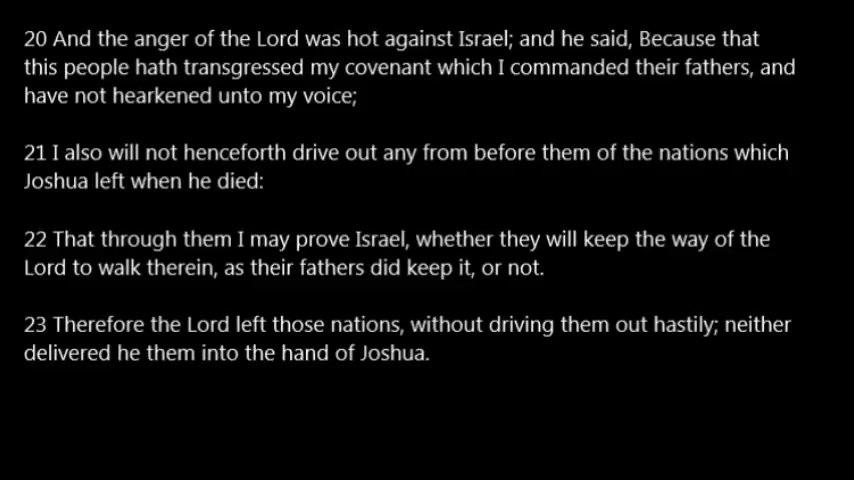 20 And the anger of the Lord was hot against Israel; and he said, Because that
this people hath transgressed my covenant which I commanded their fathers, and
have not hearkened unto my voice;
21 I also will not henceforth drive out any from before them of the nations which
Joshua left when he died:
22 That through them I may prove Israel, whether they will keep the way of the
Lord to walk therein, as their fathers did keep it, or not.
23 Therefore the Lord left those nations, without driving them out hastily; neither
delivered he them into the hand of Joshua.